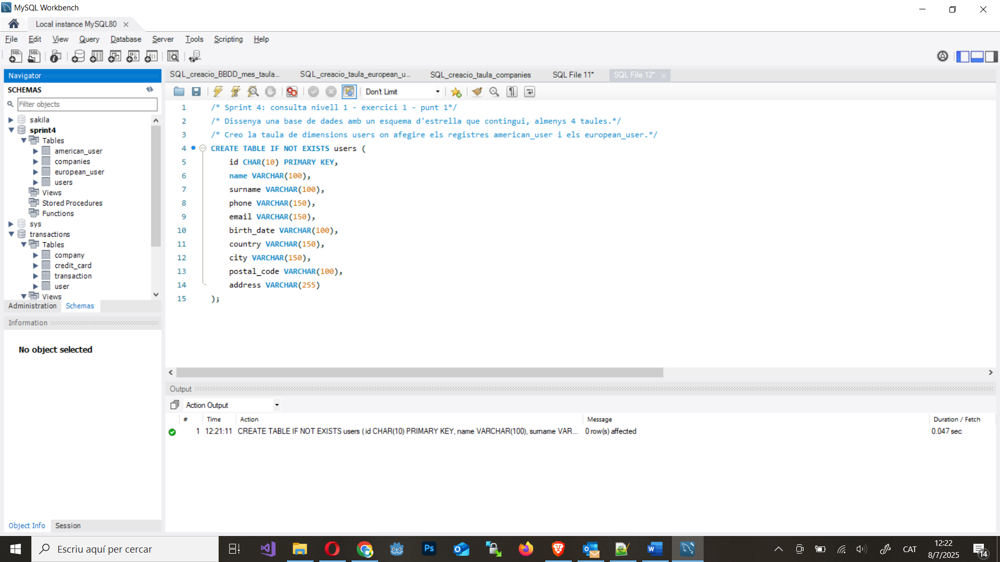 MySQL Workbench
Local instance MySQL80
File Edit View Query Database Server Tools Scripting Help
Navigator
SCHEMAS
Filter objects
sakila
sprint4
Tables
american_user
companies
european_user
users
Views
Stored Procedures
Functions
sys
transactions
Tables
company
credit_card
transaction
user
Views
Administration Schemas
Information
No object selected
Object Info Session
SQL_creacio_BBDD_mes_taula... SQL_creacio_taula_european_u... SQL_creacio_taula_companies SQL File 11* SQL File 12*
Don't Limit
1 /* Sprint 4: consulta nivell 1 - exercici 1 - punt 1*/
2 /* Dissenya una base de dades amb un esquema d'estrella que contingui, almenys 4 taules.*/
3 /* Creo la taula de dimensions users on afegire els registres american_user i els european_user.*/
4 CREATE TABLE IF NOT EXISTS users (
5 id CHAR(10) PRIMARY KEY,
6 name VARCHAR(100),
7 surname VARCHAR(100),
8 phone VARCHAR(150),
9 email VARCHAR(150),
10 birth_date VARCHAR(100),
11 country VARCHAR(150),
12 city VARCHAR(150),
13 postal_code VARCHAR(100),
14 address VARCHAR(255)
15 );
Output
Action Output
# Time Action Message Duration / Fetch
1 12:21:11 CREATE TABLE IF NOT EXISTS users ( id CHAR(10) PRIMARY KEY, name VARCHAR(100), surname VAR... 0 row(s) affected 0.047 sec
Escriu aquí per cercar
CAT
12:22
8/7/2025
14